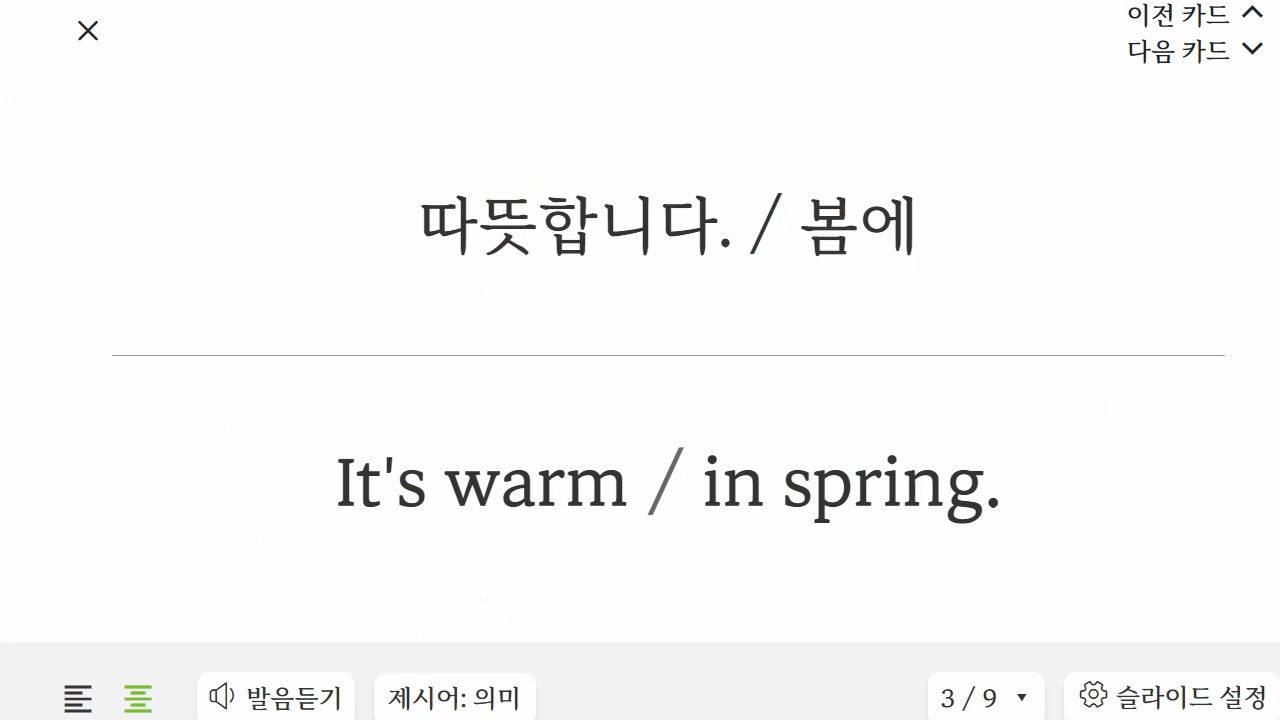 이전 카드
다음 카드
따뜻합니다. / 봄에
It's warm / in spring.
발음듣기
제시어: 의미
3 / 9
슬라이드 설정